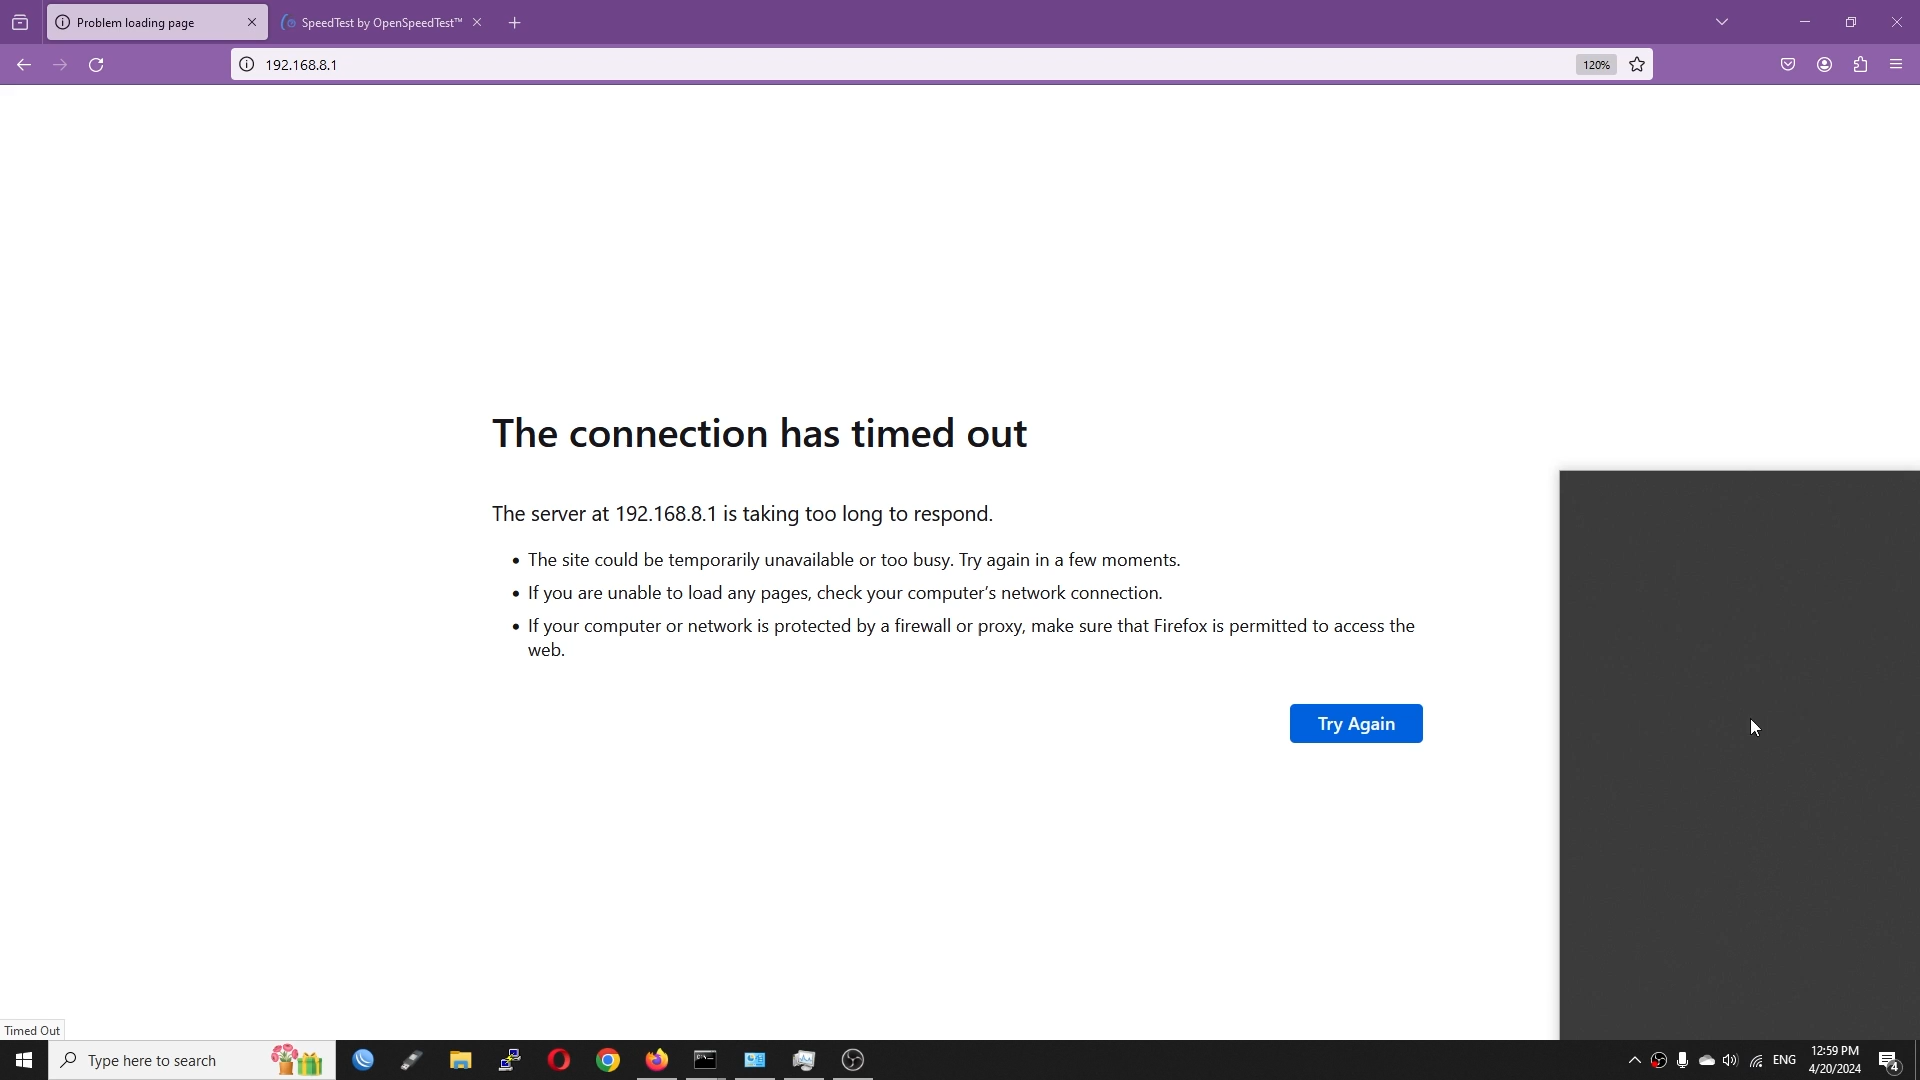 Problem loading page
SpeedTest by OpenSpeedTest™
192.168.8.1
120%
The connection has timed out
The server at 192.168.8.1 is taking too long to respond.
The site could be temporarily unavailable or too busy. Try again in a few moments.
If you are unable to load any pages, check your computer’s network connection.
If your computer or network is protected by a firewall or proxy, make sure that Firefox is permitted to access the
web.
Try Again
Timed Out
Type here to search
ENG
12:59 PM
4/20/2024
4